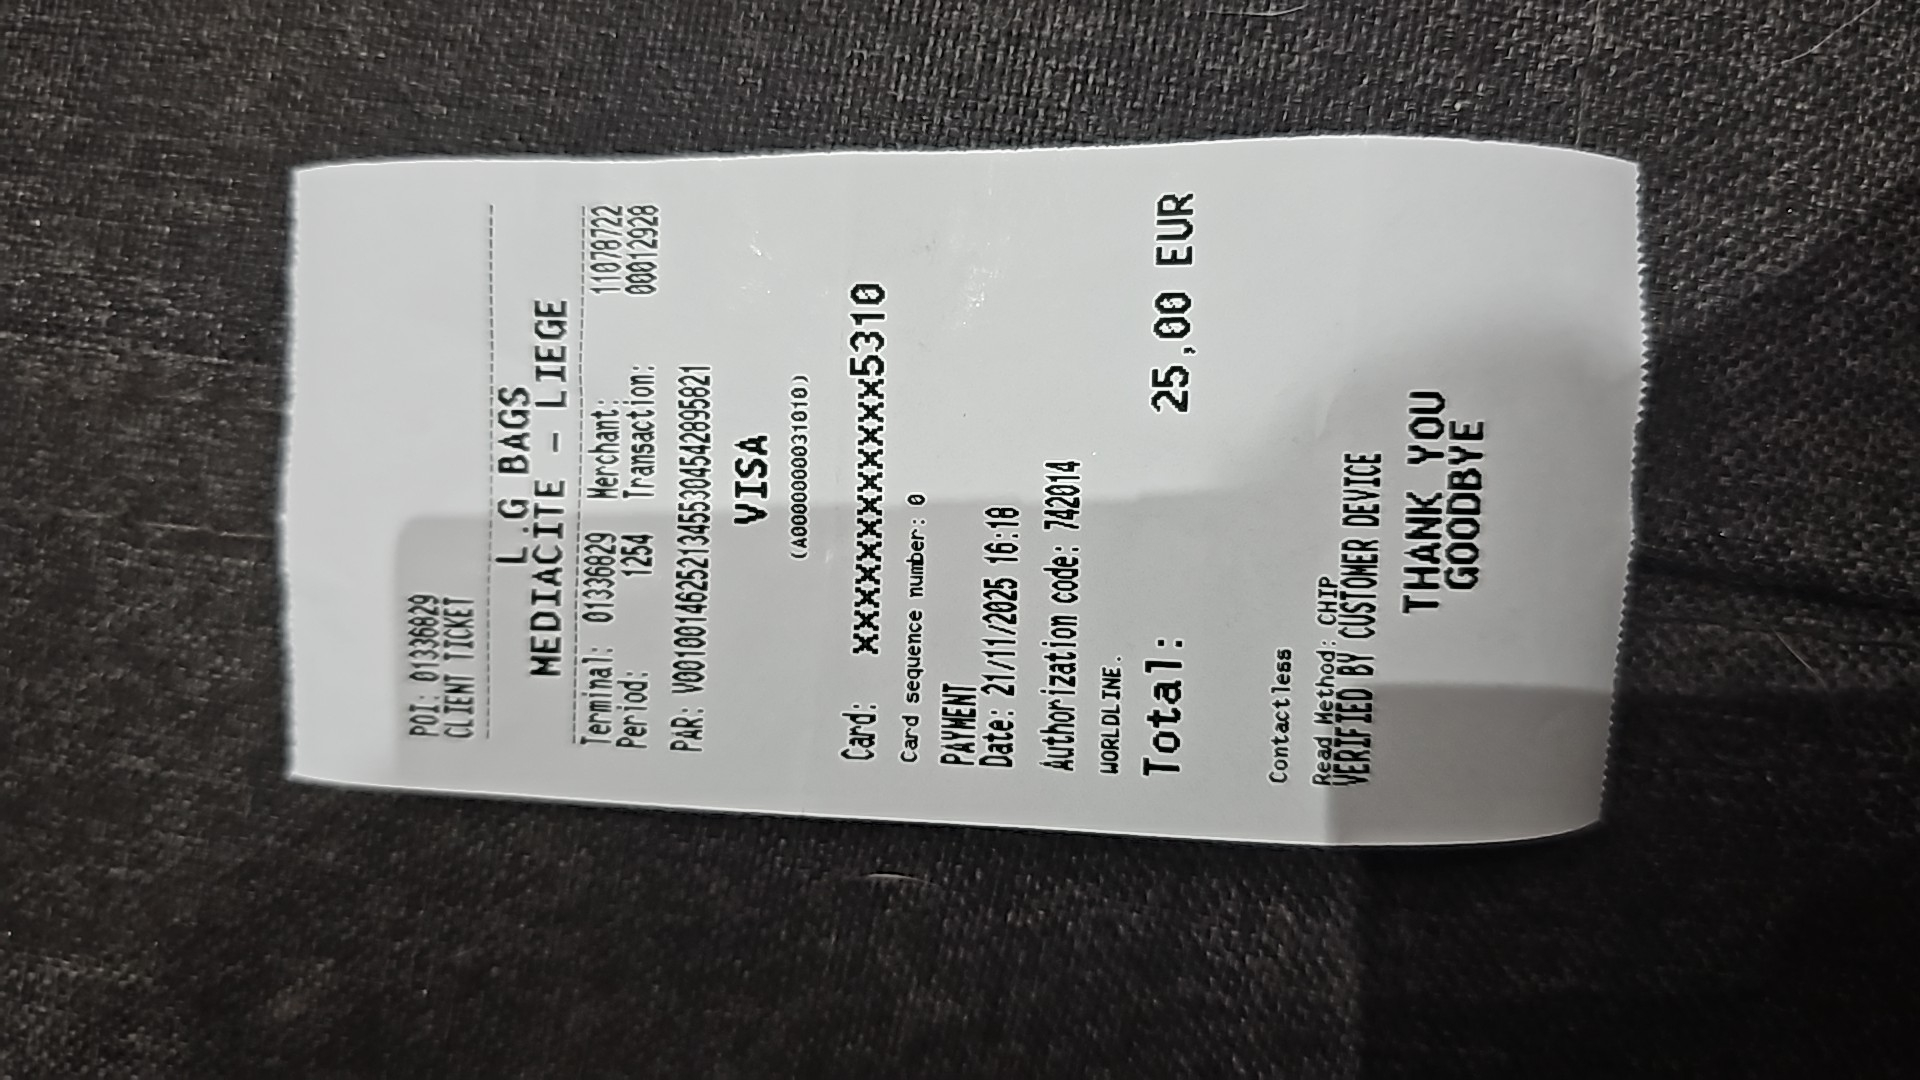 POI: 01336829
CLIENT TICKET
L.G BAGS
MEDIACITE - LIEGE
Terminal: 01336829 Merchant: 11078722
Period: 1254 Transaction: 00012928
PAR: V0010014625213455304542895821
VISA
(A0000000031010)
Card: xxxxxxxxxxxx5310
Card sequence number: 0
PAYMENT
Date: 21/11/2025 16:18
Authorization code: 742014
WORLDLINE.
Total: 25,00 EUR
Contactless
Read Method: CHIP
VERIFIED BY CUSTOMER DEVICE
THANK YOU
GOODBYE